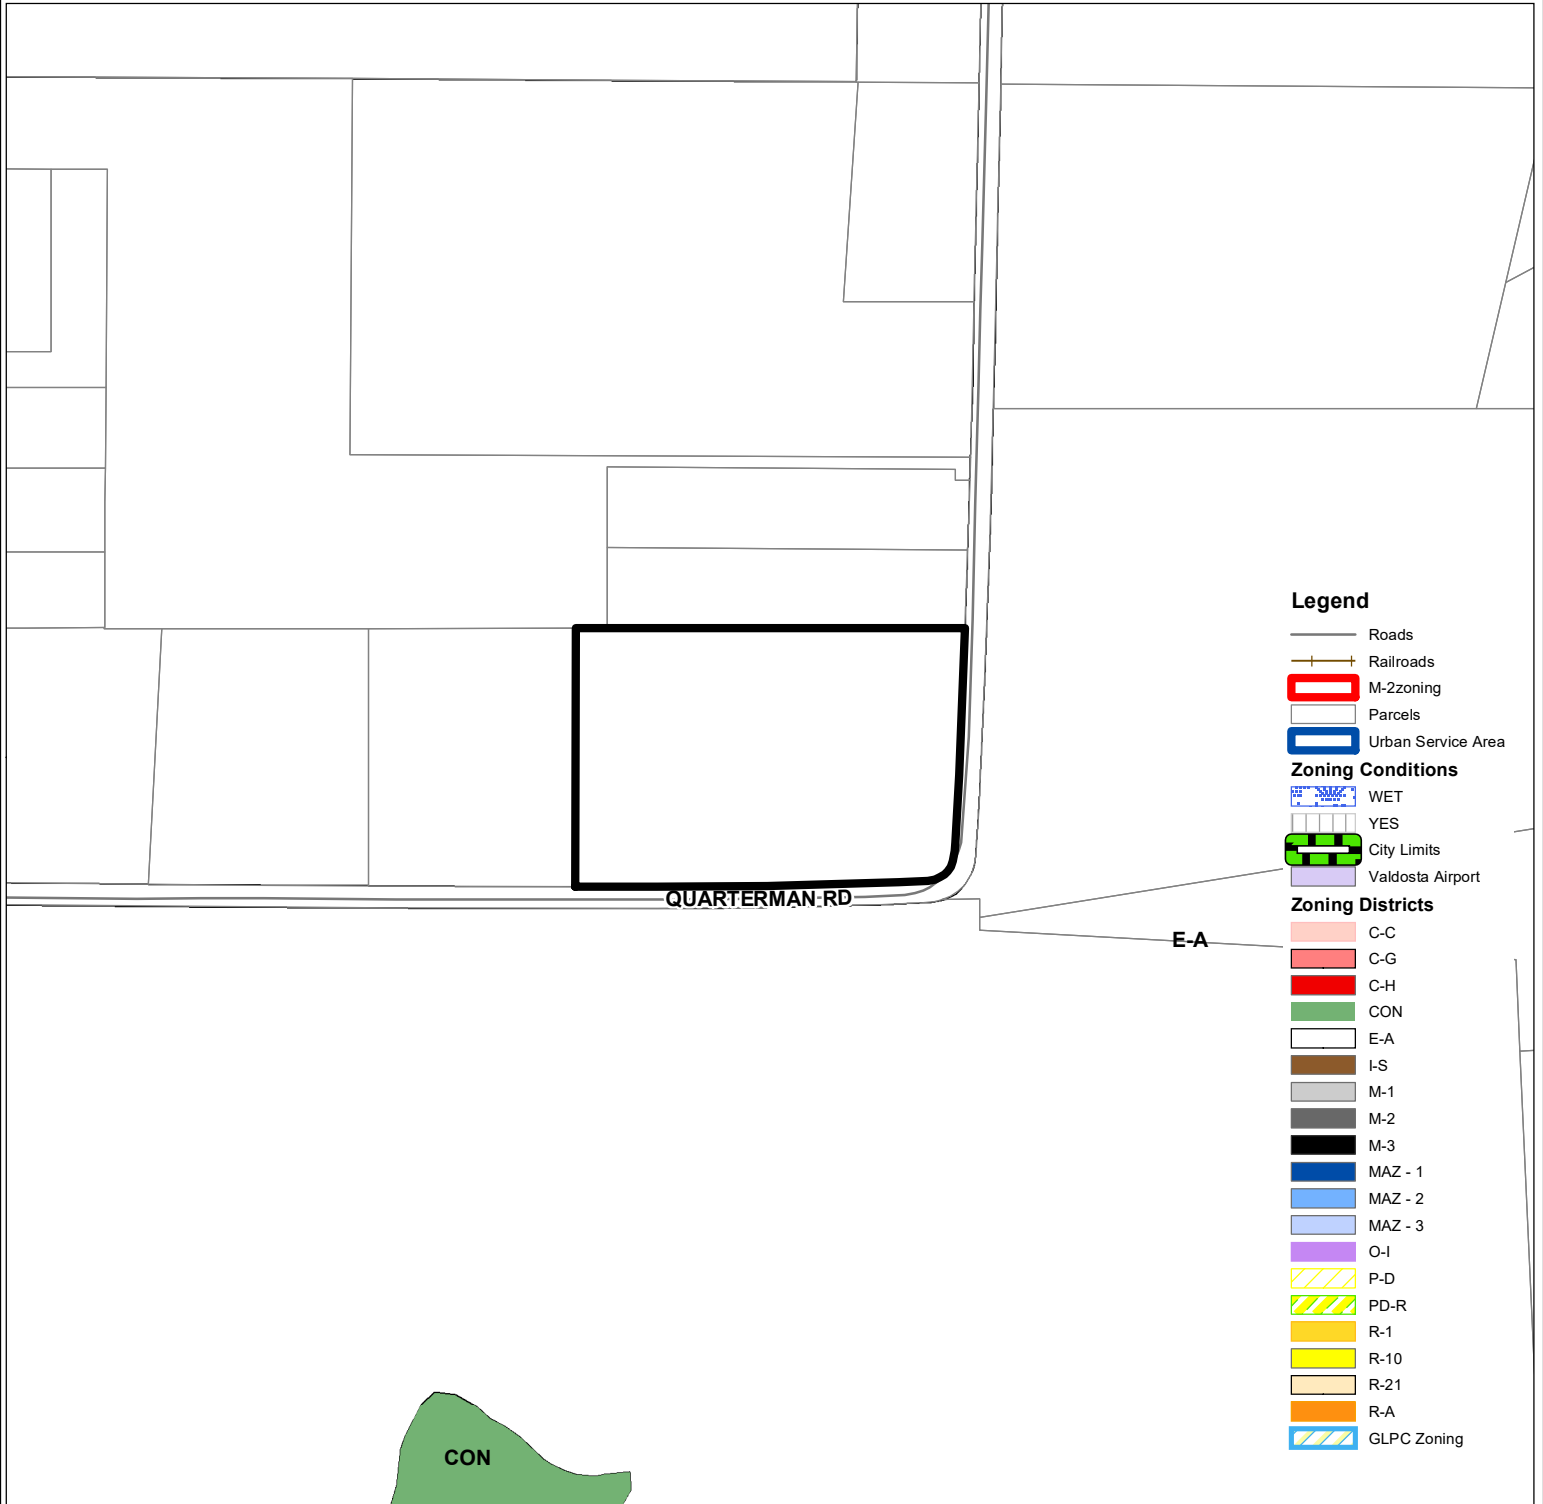 Legend
Roads
Railroads
M-2zoning
Parcels
Urban Service Area
Zoning Conditions
WET
YES
City Limits
QUARTERMAN RD
Valdosta Airport
Zoning Districts
C-C
E-A
C-G
C-H
CON
E-A
I-S
M-1
M-2
M-3
MAZ - 1
MAZ - 2
MAZ - 3
O-I
P-D
PD-R
R-1
R-10
R-21
R-A
GLPC Zoning
CON